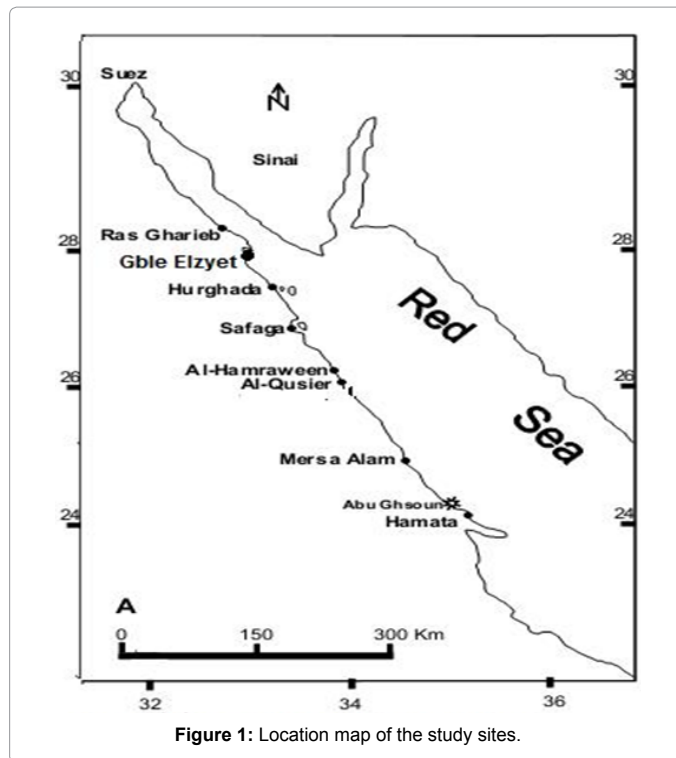 Suez
30
30
N
Sinai
Ras Gharieb
28
28
Gble Elzyet
Hurghada
Red
Safaga
Al-Hamraween
26
26
Al-Qusier
Sea
Mersa Alam
Abu Ghsoun
24
24
Hamata
A
0 150 300 Km
32 34 36
Figure 1: Location map of the study sites.